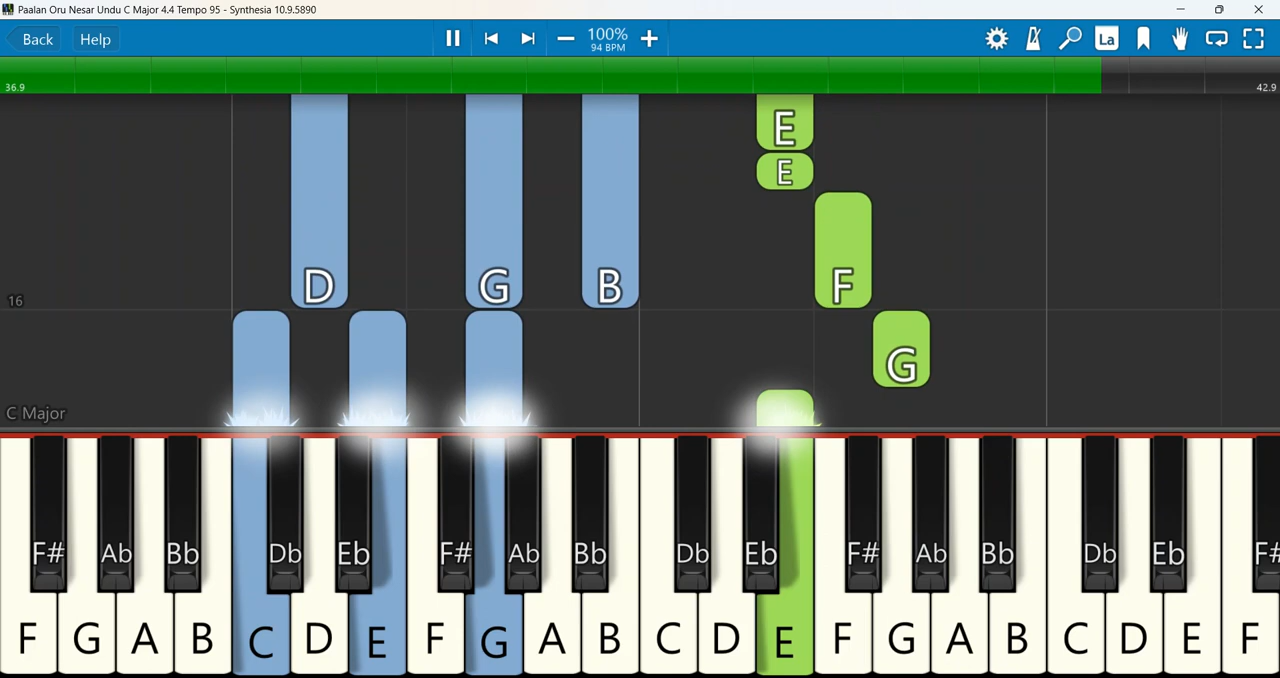 Paalan Oru Nesar Undu C Major 4.4 Tempo 95 - Synthesia 10.9.5890
Back Help 100% La
94 BPM
36.9 42.9
E
E
D G B F
16
G
C Major
F# Ab Bb Db Eb F# Ab Bb Db Eb F# Ab Bb Db Eb F#
F G A B C D E F G A B C D E F G A B C D E F